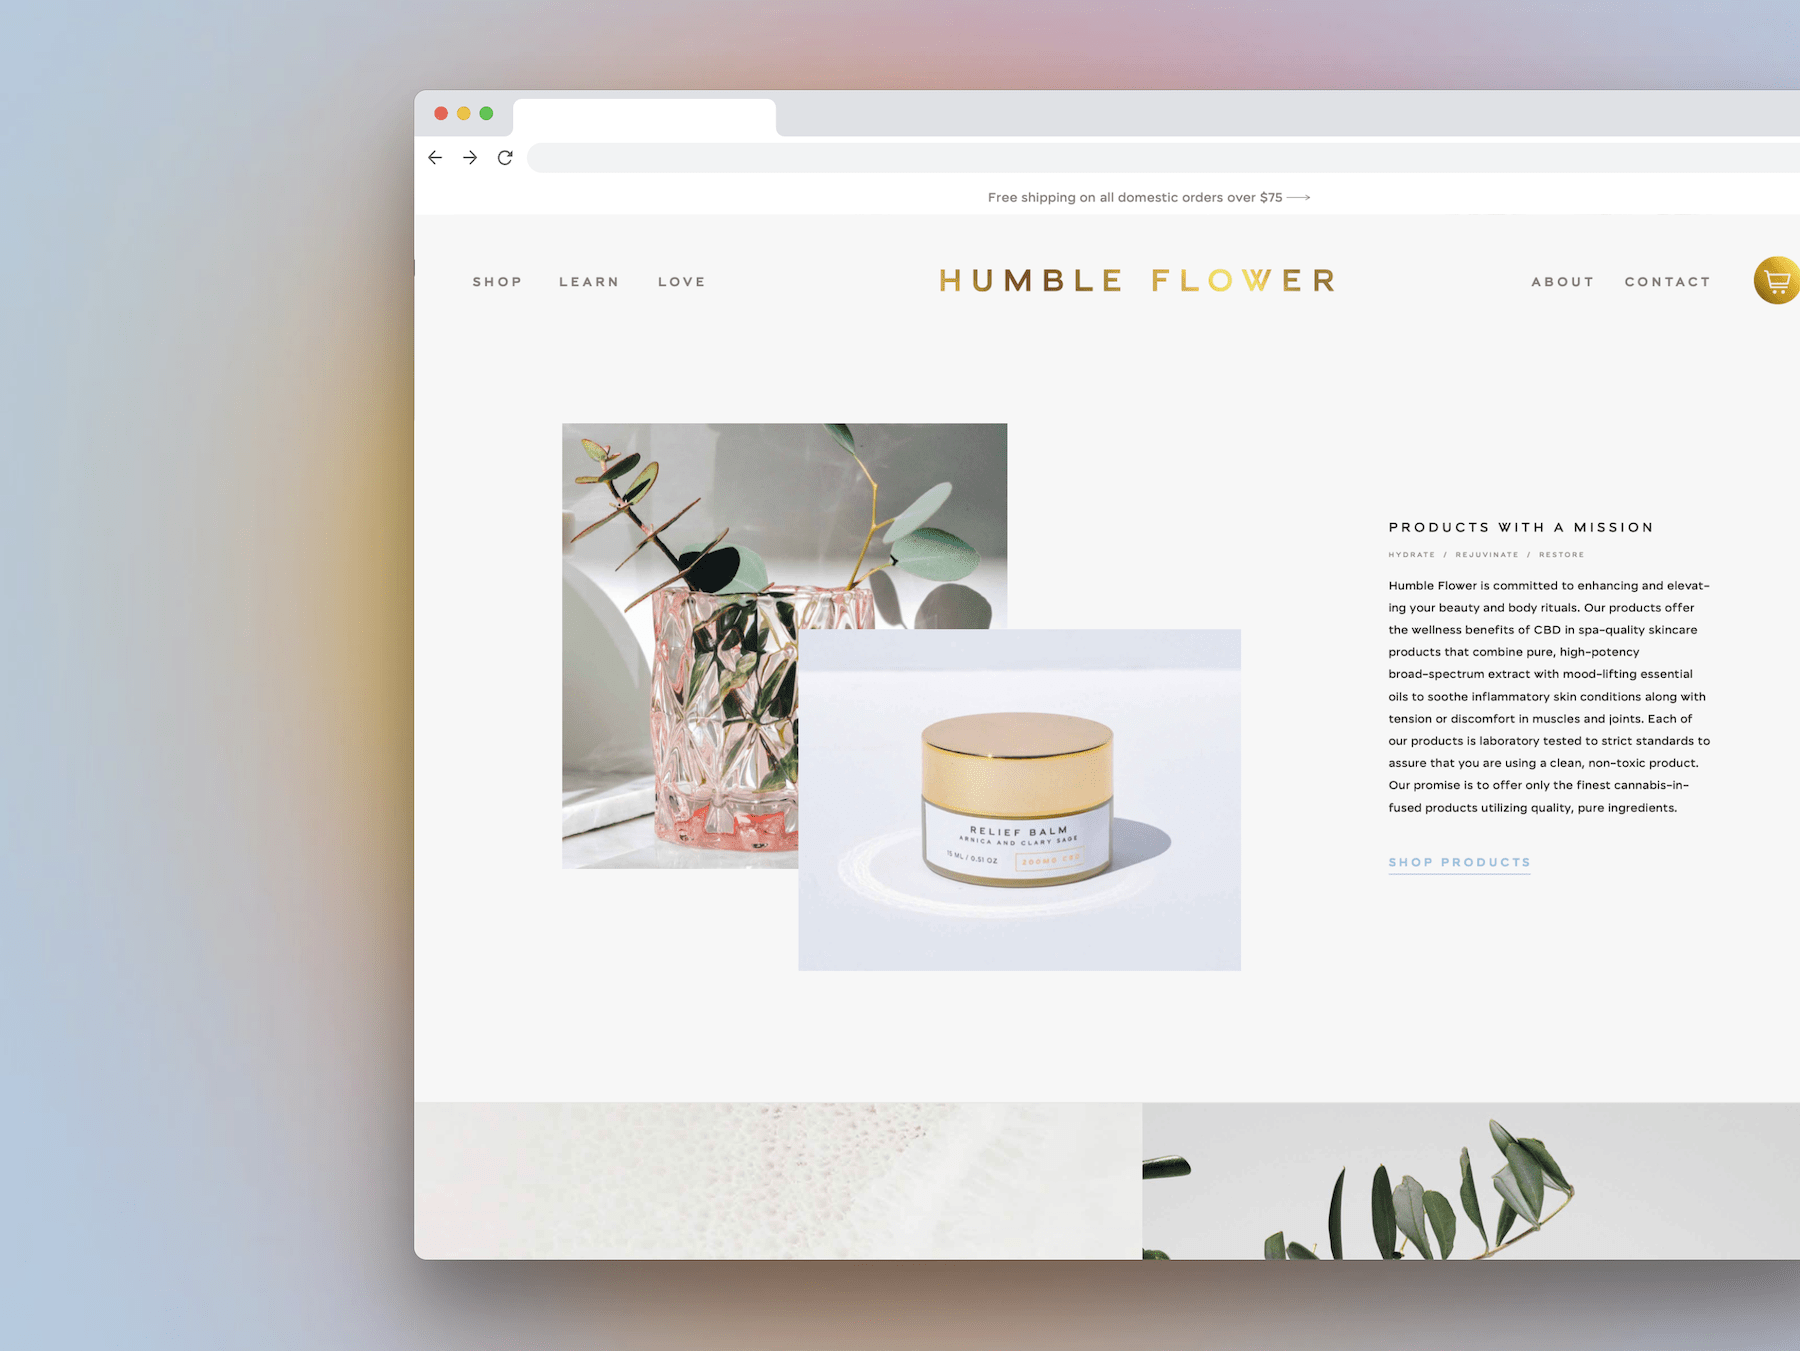 Free shipping on all domestic orders over $75 ⟶
SHOP LEARN LOVE HUMBLE FLOWER ABOUT CONTACT
PRODUCTS WITH A MISSION
HYDRATE / REJUVINATE / RESTORE
Humble Flower is committed to enhancing and elevat-
ing your beauty and body rituals. Our products offer
the wellness benefits of CBD in spa-quality skincare
products that combine pure, high-potency
broad-spectrum extract with mood-lifting essential
oils to soothe inflammatory skin conditions along with
tension or discomfort in muscles and joints. Each of
our products is laboratory tested to strict standards to
assure that you are using a clean, non-toxic product.
Our promise is to offer only the finest cannabis-in-
fused products utilizing quality, pure ingredients.
SHOP PRODUCTS
RELIEF BALM
ARNICA AND CLARY SAGE
15 ML / 0.51 OZ 200MG CBD